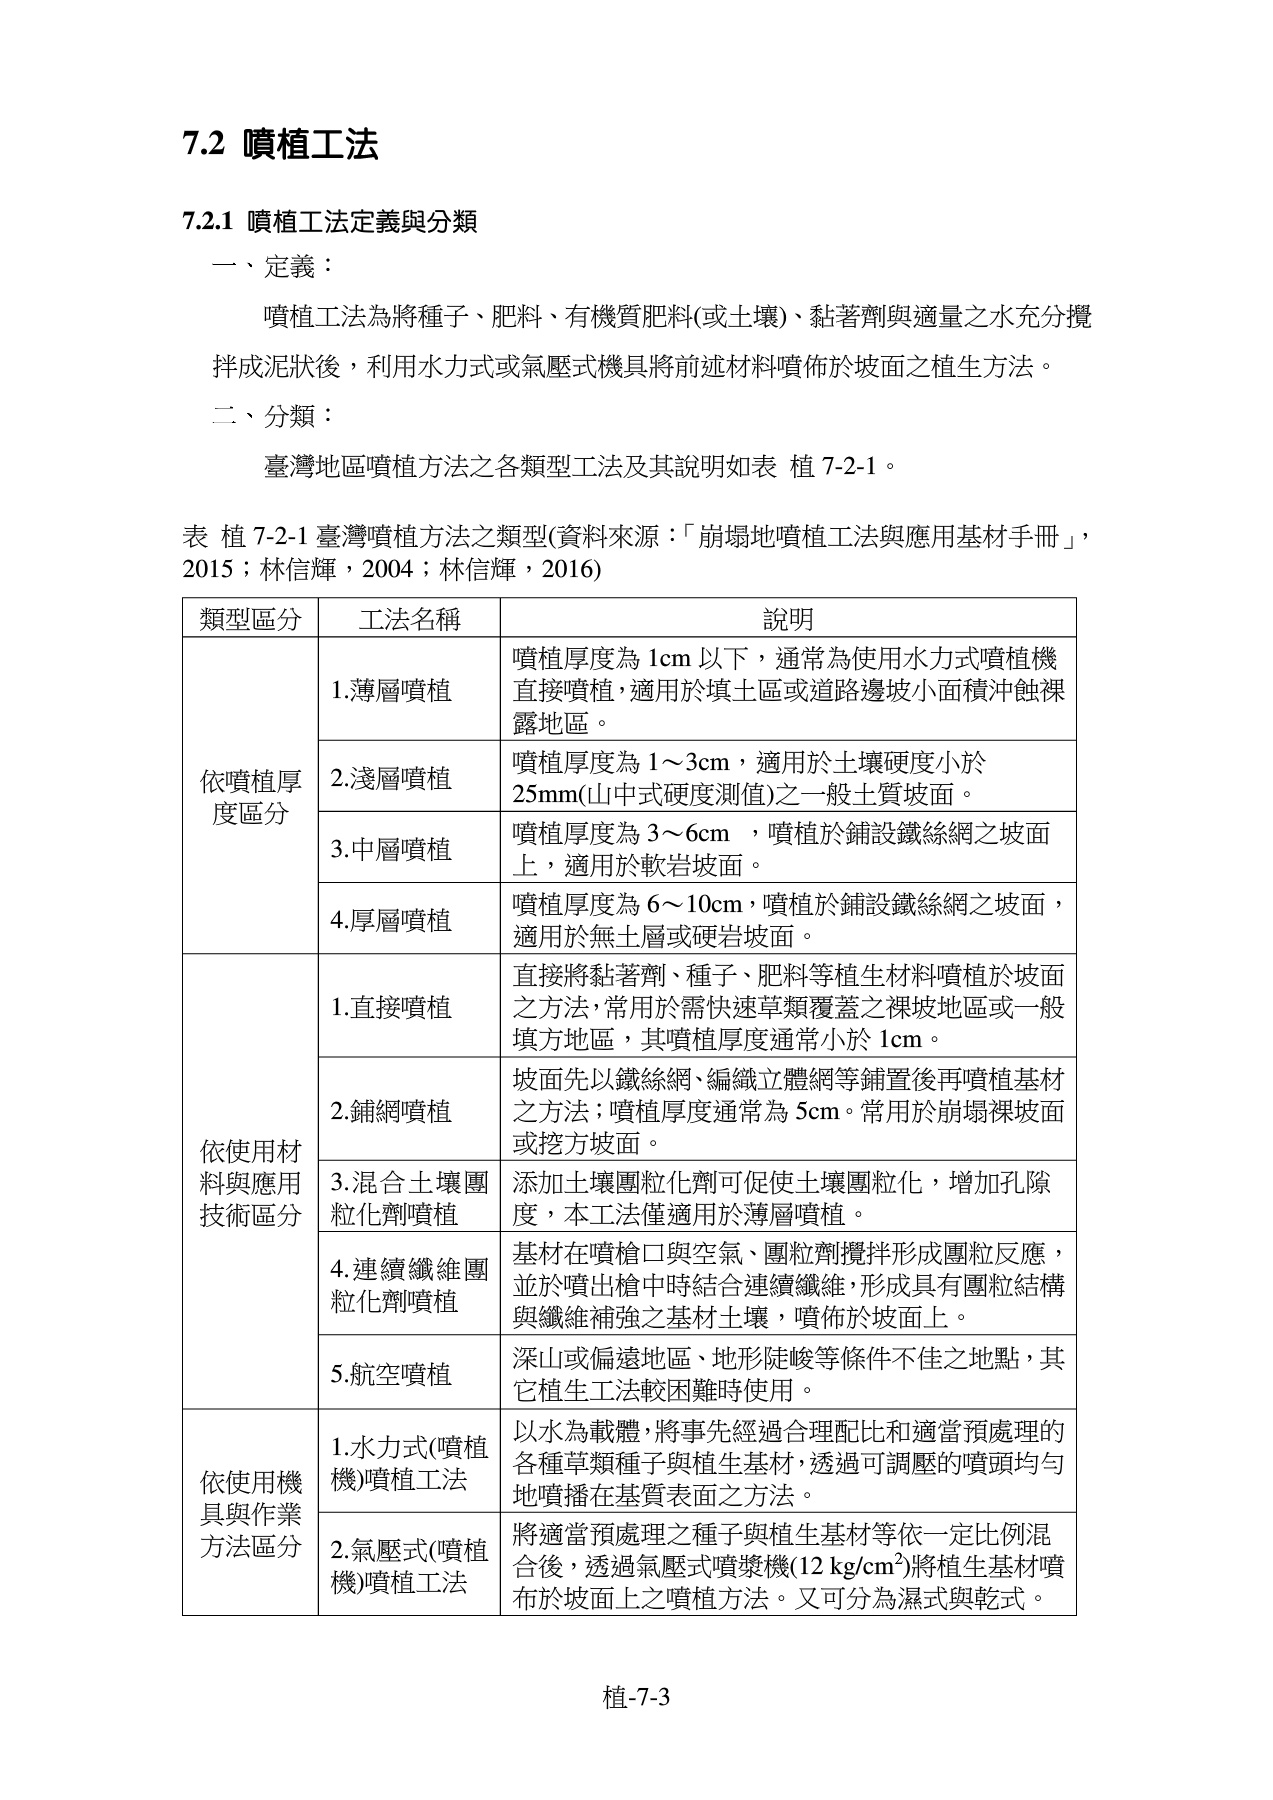 7.2 噴植工法
7.2.1 噴植工法定義與分類
一、定義：
噴植工法為將種子、肥料、有機質肥料(或土壤)、黏著劑與適量之水充分攪
拌成泥狀後，利用水力式或氣壓式機具將前述材料噴佈於坡面之植生方法。
二、分類：
臺灣地區噴植方法之各類型工法及其說明如表 植 7-2-1。
表 植 7-2-1 臺灣噴植方法之類型(資料來源：「崩塌地噴植工法與應用基材手冊」，
2015；林信輝，2004；林信輝，2016)
類型區分 工法名稱 說明
依噴植厚
度區分
1.薄層噴植
噴植厚度為 1cm 以下，通常為使用水力式噴植機
直接噴植，適用於填土區或道路邊坡小面積沖蝕裸
露地區。
2.淺層噴植
噴植厚度為 1～3cm，適用於土壤硬度小於
25mm(山中式硬度測值)之一般土質坡面。
3.中層噴植
噴植厚度為 3～6cm ，噴植於鋪設鐵絲網之坡面
上，適用於軟岩坡面。
4.厚層噴植
噴植厚度為 6～10cm，噴植於鋪設鐵絲網之坡面，
適用於無土層或硬岩坡面。
依使用材
料與應用
技術區分
1.直接噴植
直接將黏著劑、種子、肥料等植生材料噴植於坡面
之方法，常用於需快速草類覆蓋之裸坡地區或一般
填方地區，其噴植厚度通常小於 1cm。
2.鋪網噴植
坡面先以鐵絲網、編織立體網等鋪置後再噴植基材
之方法；噴植厚度通常為 5cm。常用於崩塌裸坡面
或挖方坡面。
3.混合土壤團
粒化劑噴植
添加土壤團粒化劑可促使土壤團粒化，增加孔隙
度，本工法僅適用於薄層噴植。
4.連續纖維團
粒化劑噴植
基材在噴槍口與空氣、團粒劑攪拌形成團粒反應，
並於噴出槍中時結合連續纖維，形成具有團粒結構
與纖維補強之基材土壤，噴佈於坡面上。
5.航空噴植
深山或偏遠地區、地形陡峻等條件不佳之地點，其
它植生工法較困難時使用。
依使用機
具與作業
方法區分
1.水力式(噴植
機)噴植工法
以水為載體，將事先經過合理配比和適當預處理的
各種草類種子與植生基材，透過可調壓的噴頭均勻
地噴播在基質表面之方法。
2.氣壓式(噴植
機)噴植工法
將適當預處理之種子與植生基材等依一定比例混
合後，透過氣壓式噴漿機(12 kg/cm²)將植生基材噴
布於坡面上之噴植方法。又可分為濕式與乾式。
植-7-3